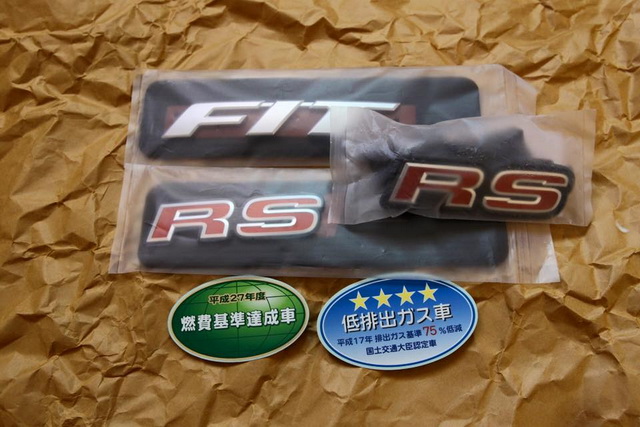 FIT
RS
RS
平成27年度
燃費基準達成車
低排出ガス車
平成17年 排出ガス基準75%低減
国土交通大臣認定車